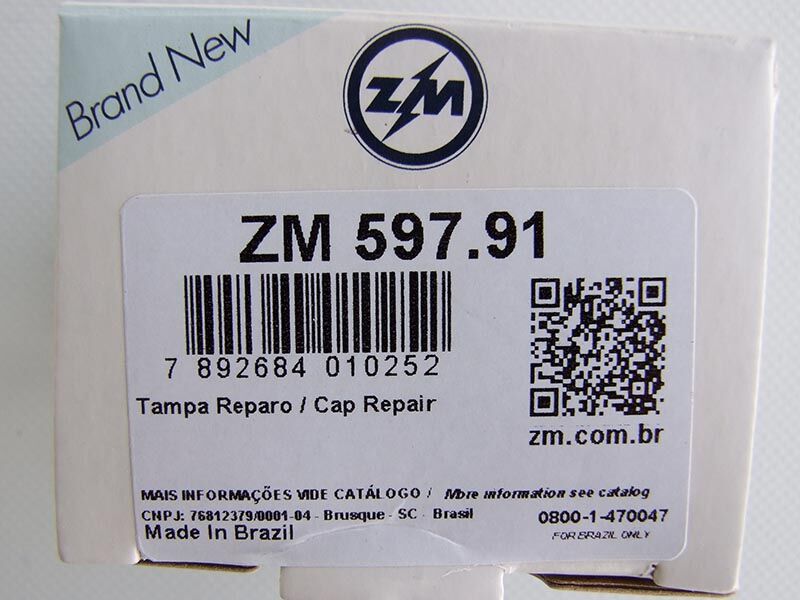 Brand New
ZM
ZM 597.91
7 892684 010252
Tampa Reparo / Cap Repair
zm.com.br
MAIS INFORMAÇÕES VIDE CATÁLOGO / More information see catalog
CNPJ: 76812379/0001-04 - Brusque - SC - Brasil
0800-1-470047
Made In Brazil
FOR BRAZIL ONLY